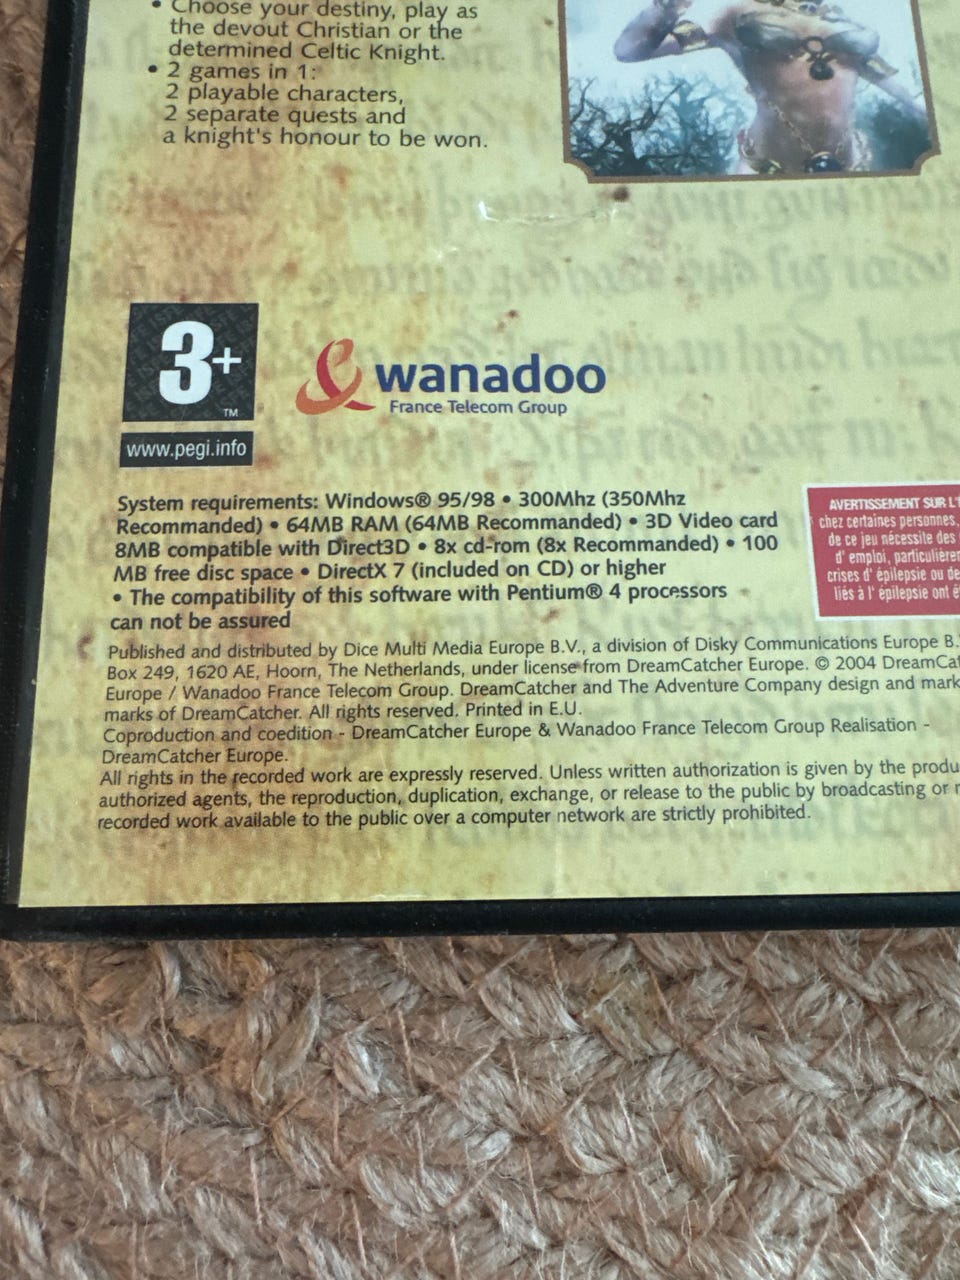 • Choose your destiny, play as
the devout Christian or the
determined Celtic Knight.
• 2 games in 1:
2 playable characters,
2 separate quests and
a knight's honour to be won.
3+
TM
www.pegi.info
wanadoo
France Telecom Group
System requirements: Windows® 95/98 • 300Mhz (350Mhz
Recommanded) • 64MB RAM (64MB Recommanded) • 3D Video card
8MB compatible with Direct3D • 8x cd-rom (8x Recommanded) • 100
MB free disc space • DirectX 7 (included on CD) or higher
• The compatibility of this software with Pentium® 4 processors
can not be assured
AVERTISSEMENT SUR L'
chez certaines personnes,
de ce jeu nécessite des
d' emploi, particulièrem
crises d' épilepsie ou de
liés à l' épilepsie ont
Published and distributed by Dice Multi Media Europe B.V., a division of Disky Communications Europe B.
Box 249, 1620 AE, Hoorn, The Netherlands, under license from DreamCatcher Europe. © 2004 DreamCat
Europe / Wanadoo France Telecom Group. DreamCatcher and The Adventure Company design and mark
marks of DreamCatcher. All rights reserved. Printed in E.U.
Coproduction and coedition - DreamCatcher Europe & Wanadoo France Telecom Group Realisation -
DreamCatcher Europe.
All rights in the recorded work are expressly reserved. Unless written authorization is given by the produ
authorized agents, the reproduction, duplication, exchange, or release to the public by broadcasting or
recorded work available to the public over a computer network are strictly prohibited.